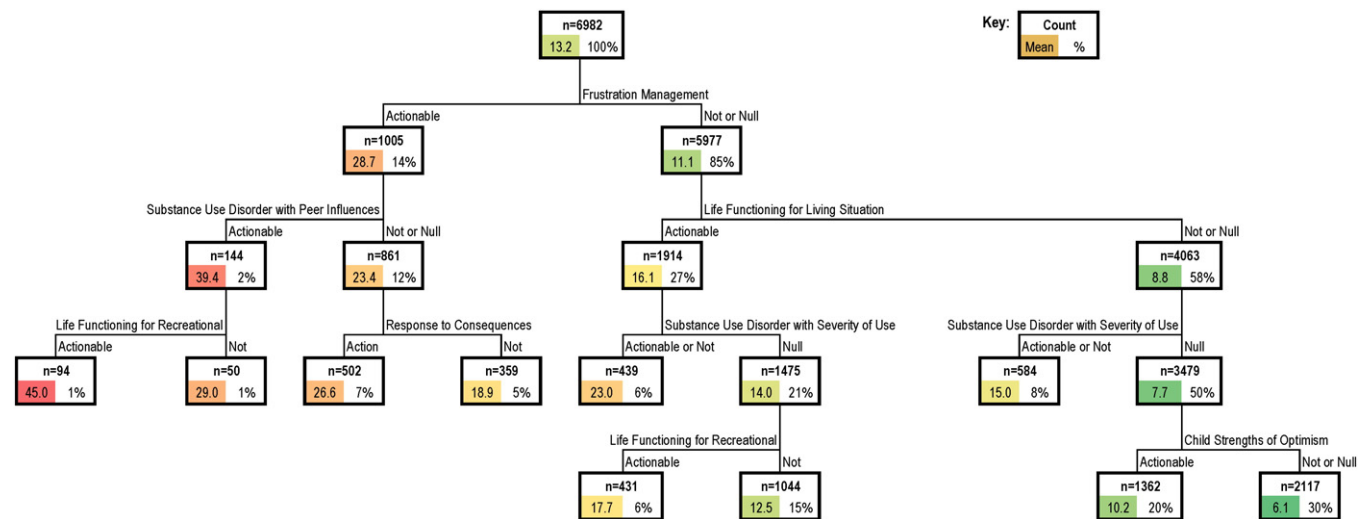 n=6982
13.2 100%
Key:
Count
Mean %
Frustration Management
Actionable
Not or Null
n=1005
28.7 14%
n=5977
11.1 85%
Substance Use Disorder with Peer Influences
Life Functioning for Living Situation
Actionable
Not or Null
Actionable
Not or Null
n=144
39.4 2%
n=861
23.4 12%
n=1914
16.1 27%
n=4063
8.8 58%
Life Functioning for Recreational
Response to Consequences
Substance Use Disorder with Severity of Use
Substance Use Disorder with Severity of Use
Actionable
Not
Action
Not
Actionable or Not
Null
Actionable or Not
Null
n=94
45.0 1%
n=50
29.0 1%
n=502
26.6 7%
n=359
18.9 5%
n=439
23.0 6%
n=1475
14.0 21%
n=584
15.0 8%
n=3479
7.7 50%
Life Functioning for Recreational
Child Strengths of Optimism
Actionable
Not
Actionable
Not or Null
n=431
17.7 6%
n=1044
12.5 15%
n=1362
10.2 20%
n=2117
6.1 30%